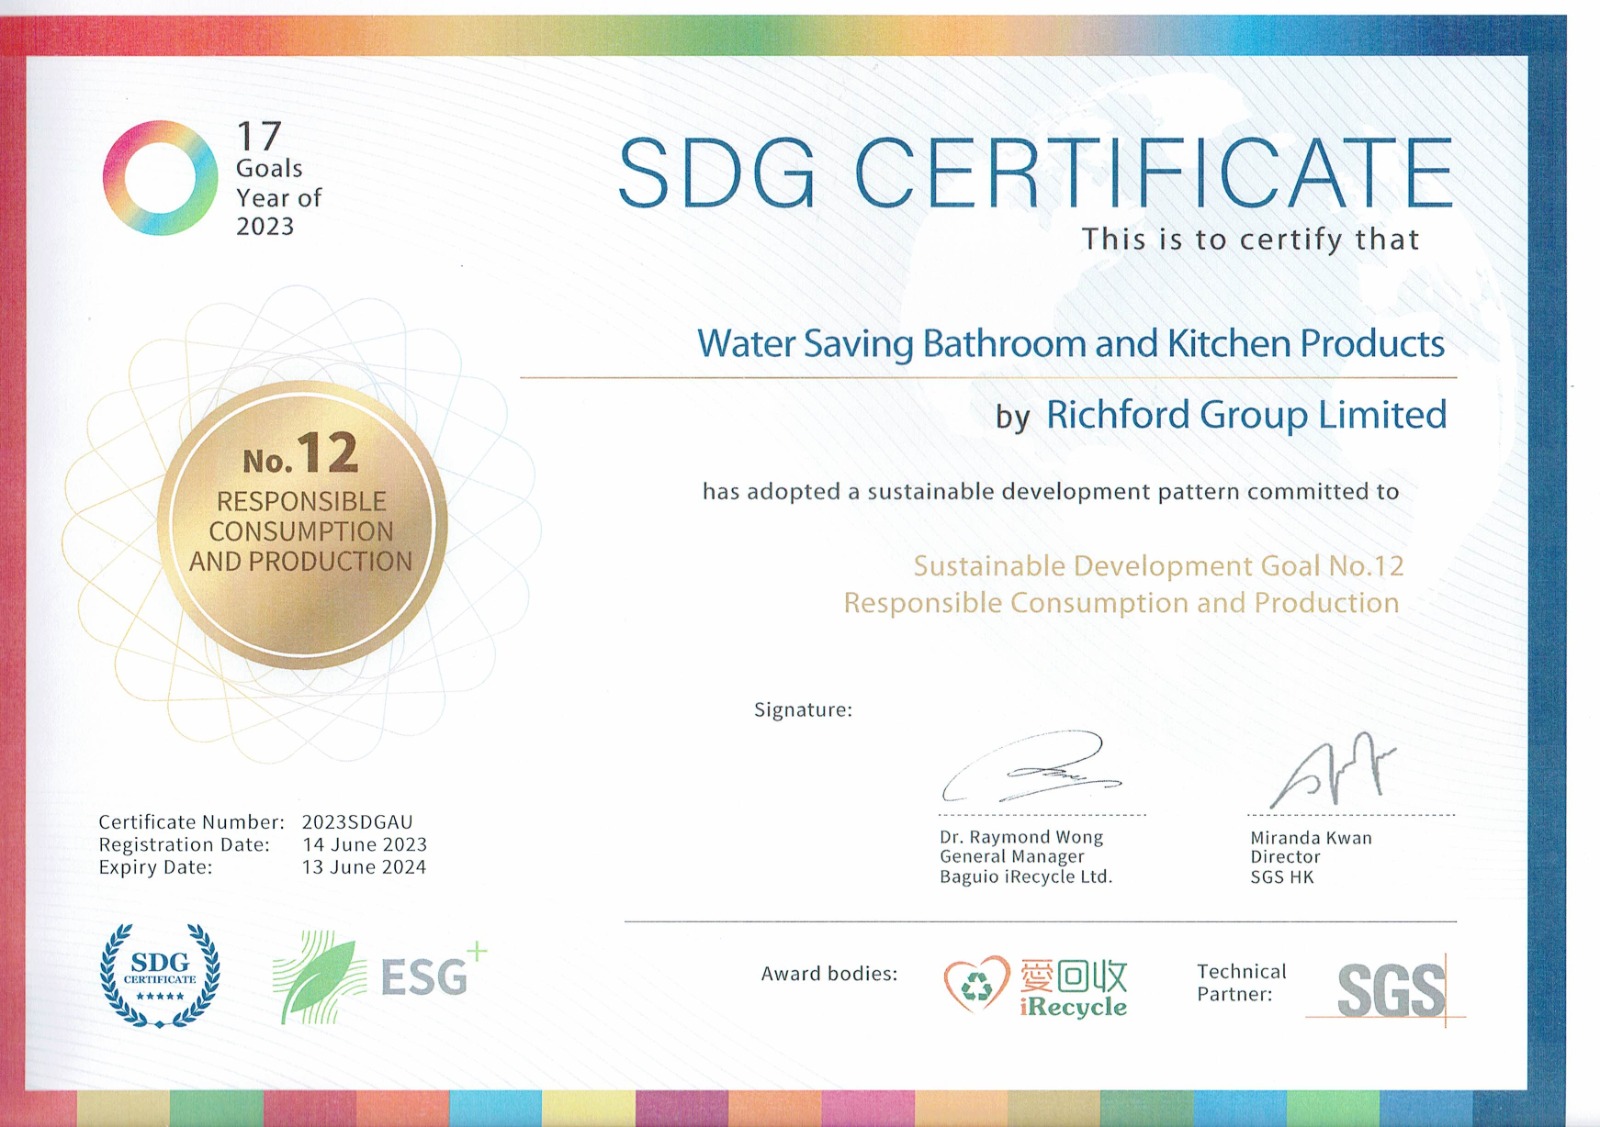 17
Goals
Year of
2023
SDG CERTIFICATE
This is to certify that
Water Saving Bathroom and Kitchen Products
by Richford Group Limited
has adopted a sustainable development pattern committed to
Sustainable Development Goal No.12
Responsible Consumption and Production
No.12
RESPONSIBLE
CONSUMPTION
AND PRODUCTION
Signature:
Dr. Raymond Wong
General Manager
Baguio iRecycle Ltd.
Miranda Kwan
Director
SGS HK
Certificate Number: 2023SDGAU
Registration Date: 14 June 2023
Expiry Date: 13 June 2024
SDG
CERTIFICATE
ESG+
Award bodies:
愛回收
iRecycle
Technical
Partner:
SGS